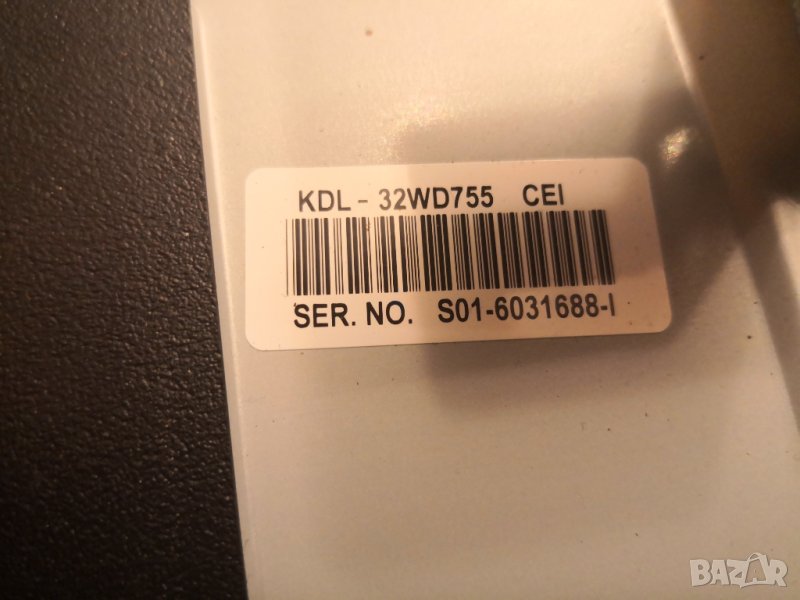 KDL - 32WD755 CEI
SER. NO. S01-6031688-I
BAZAR